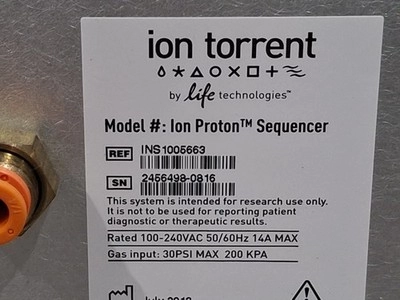 ion torrent
by life technologies™
Model #: Ion Proton™ Sequencer
REF INS1005663
SN 2456498-0816
This system is intended for research use only.
It is not to be used for reporting patient
diagnostic or therapeutic results.
Rated 100-240VAC 50/60Hz 14A MAX
Gas input: 30PSI MAX 200 KPA